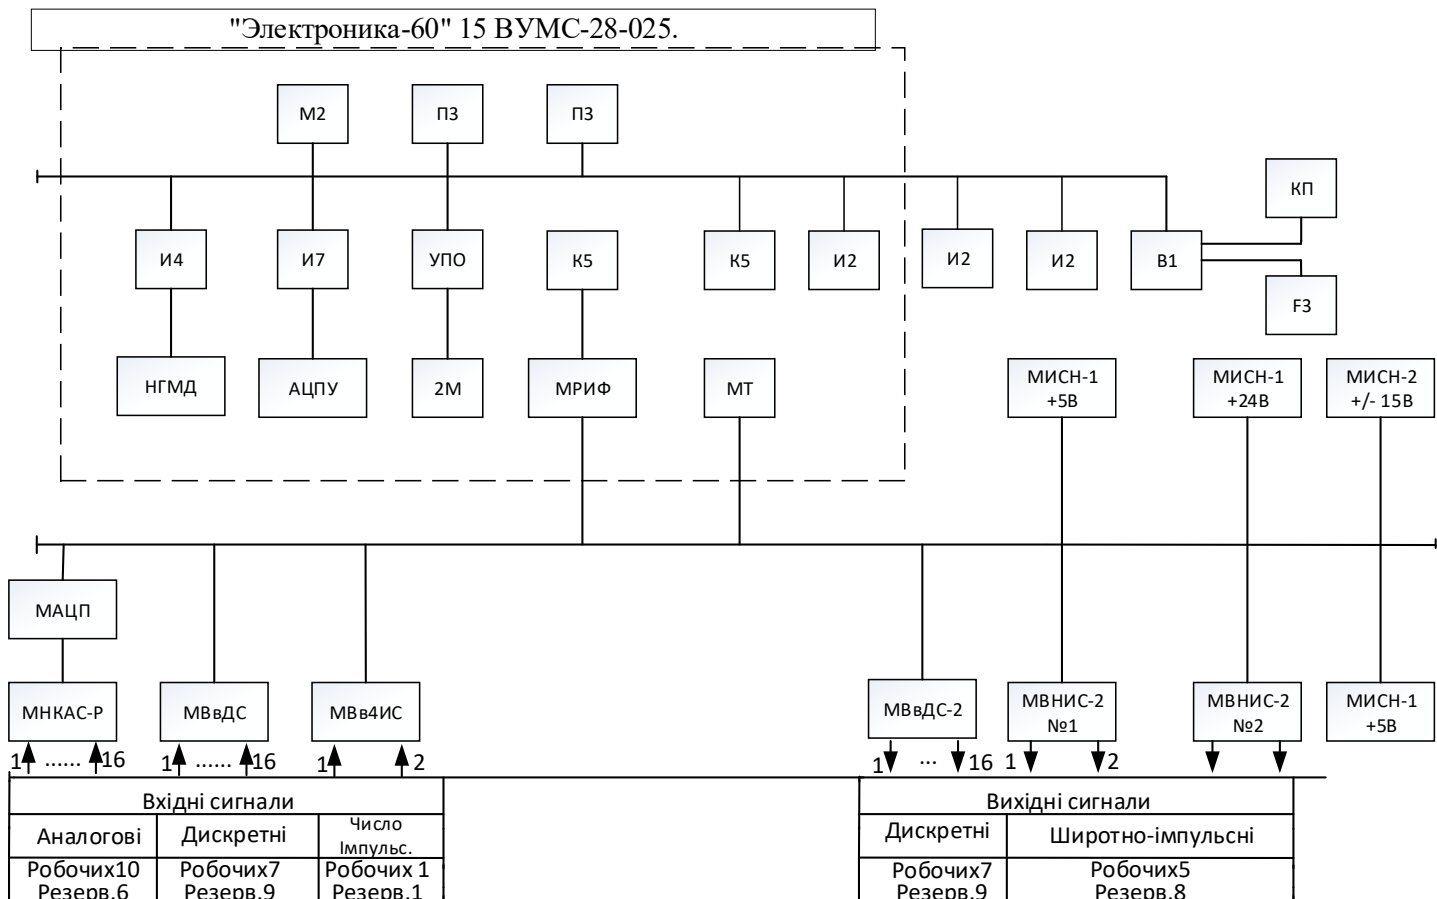 "Электроника-60" 15 ВУМС-28-025.
М2
П3
П3
КП
И4
И7
УПО
К5
К5
И2
И2
И2
В1
F3
НГМД
АЦПУ
2М
МРИФ
МТ
МИСН-1
+5В
МИСН-1
+24В
МИСН-2
+/- 15В
МАЦП
МНКАС-Р
МВвДС
МВв4ИС
МВвДС-2
МВНИС-2
№1
МВНИС-2
№2
МИСН-1
+5В
1 ...... 16
1 ...... 16
1 2
1 ... 16
1 2
Вхідні сигнали
Аналогові
Дискретні
Число
Імпульс.
Робочих10
Резерв.6
Робочих7
Резерв.9
Робочих 1
Резерв.1
Вихідні сигнали
Дискретні
Широтно-імпульсні
Робочих7
Резерв.9
Робочих5
Резерв.8